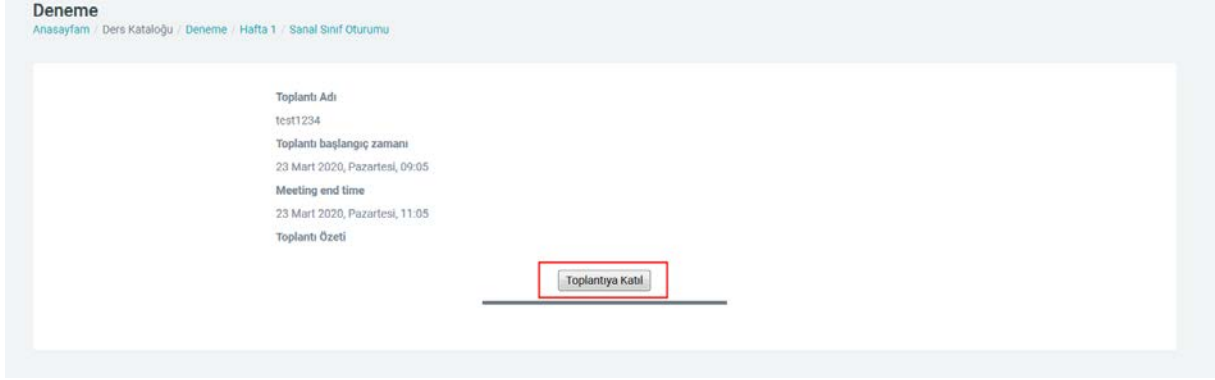 Deneme
Anasayfam / Ders Kataloğu / Deneme / Hafta 1 / Sanal Sınıf Oturumu
Toplantı Adı
test1234
Toplantı başlangıç zamanı
23 Mart 2020, Pazartesi, 09:05
Meeting end time
23 Mart 2020, Pazartesi, 11:05
Toplantı Özeti
Toplantıya Katıl